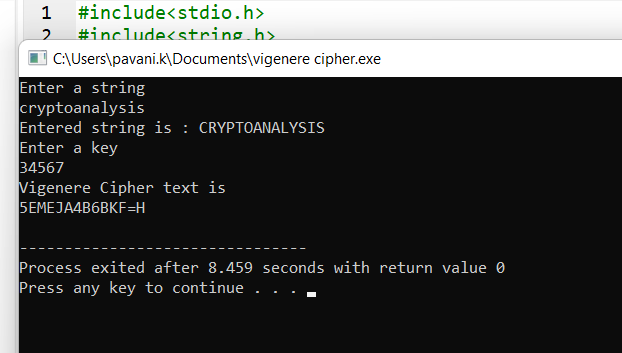 1 #include<stdio.h>
2 #include<string.h>
C:\Users\pavani.k\Documents\vigenere cipher.exe
Enter a string
cryptoanalysis
Entered string is : CRYPTOANALYSIS
Enter a key
34567
Vigenere Cipher text is
5EMEJA4B6BKF=H
--------------------------------
Process exited after 8.459 seconds with return value 0
Press any key to continue . . .